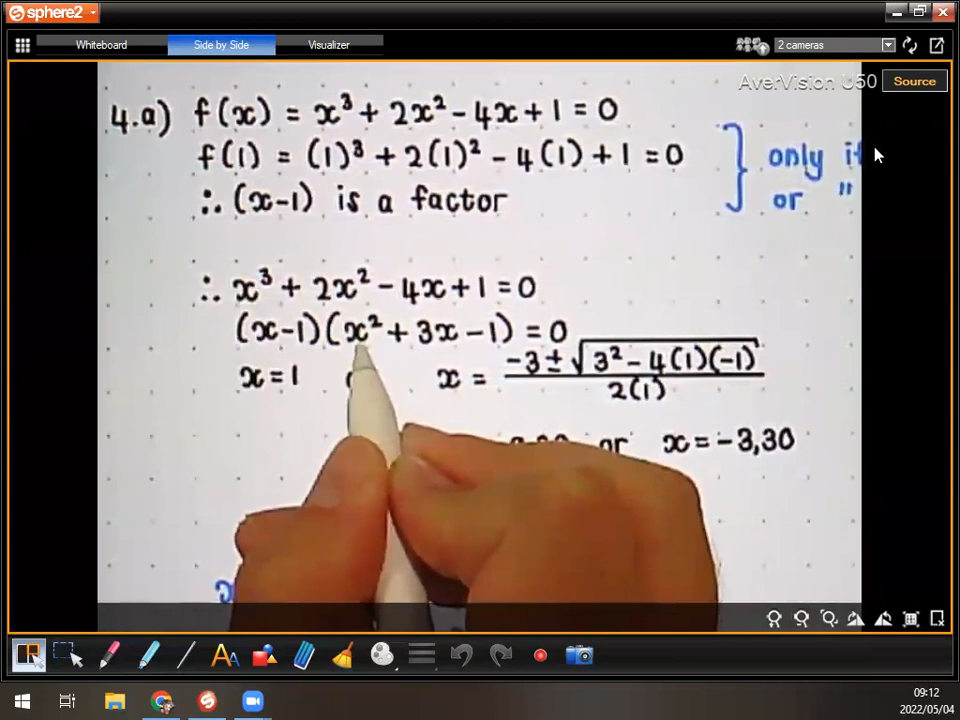 sphere2
Whiteboard Side by Side Visualizer 2 cameras
AverVision U50 Source
4.a) f(x) = x³ + 2x² - 4x + 1 = 0
f(1) = (1)³ + 2(1)² - 4(1) + 1 = 0
∴ (x-1) is a factor
only if
or "
∴ x³ + 2x² - 4x + 1 = 0
(x-1)(x² + 3x - 1) = 0
x = 1 x = -3 ± √3² - 4(1)(-1) / 2(1)
or x = -3,30
09:12
2022/05/04